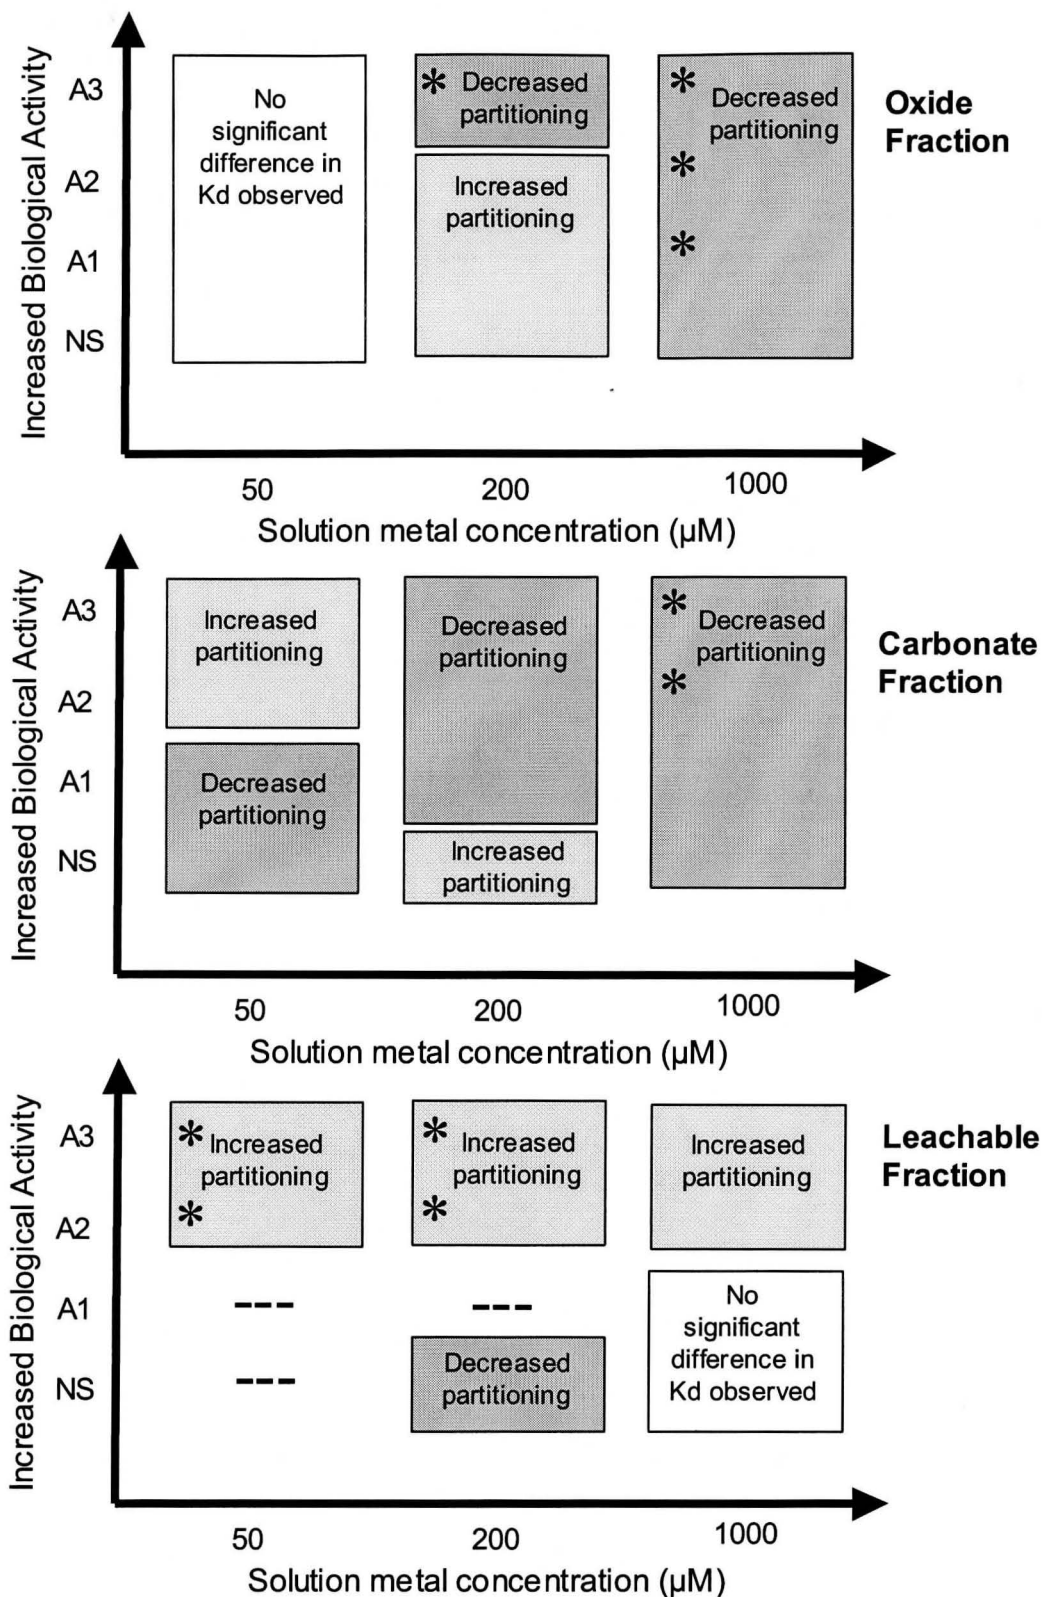 Increased Biological Activity
A3
A2
A1
NS
No
significant
difference in
Kd observed
* Decreased
partitioning
Increased
partitioning
*
*
*
Decreased
partitioning
Oxide
Fraction
50
200
1000
Solution metal concentration (µM)
Increased Biological Activity
A3
A2
A1
NS
Increased
partitioning
Decreased
partitioning
Decreased
partitioning
Increased
partitioning
* Decreased
partitioning
*
Carbonate
Fraction
50
200
1000
Solution metal concentration (µM)
Increased Biological Activity
A3
A2
A1
NS
* Increased
partitioning
*
---
---
* Increased
partitioning
*
---
Decreased
partitioning
Increased
partitioning
No
significant
difference in
Kd observed
Leachable
Fraction
50
200
1000
Solution metal concentration (µM)